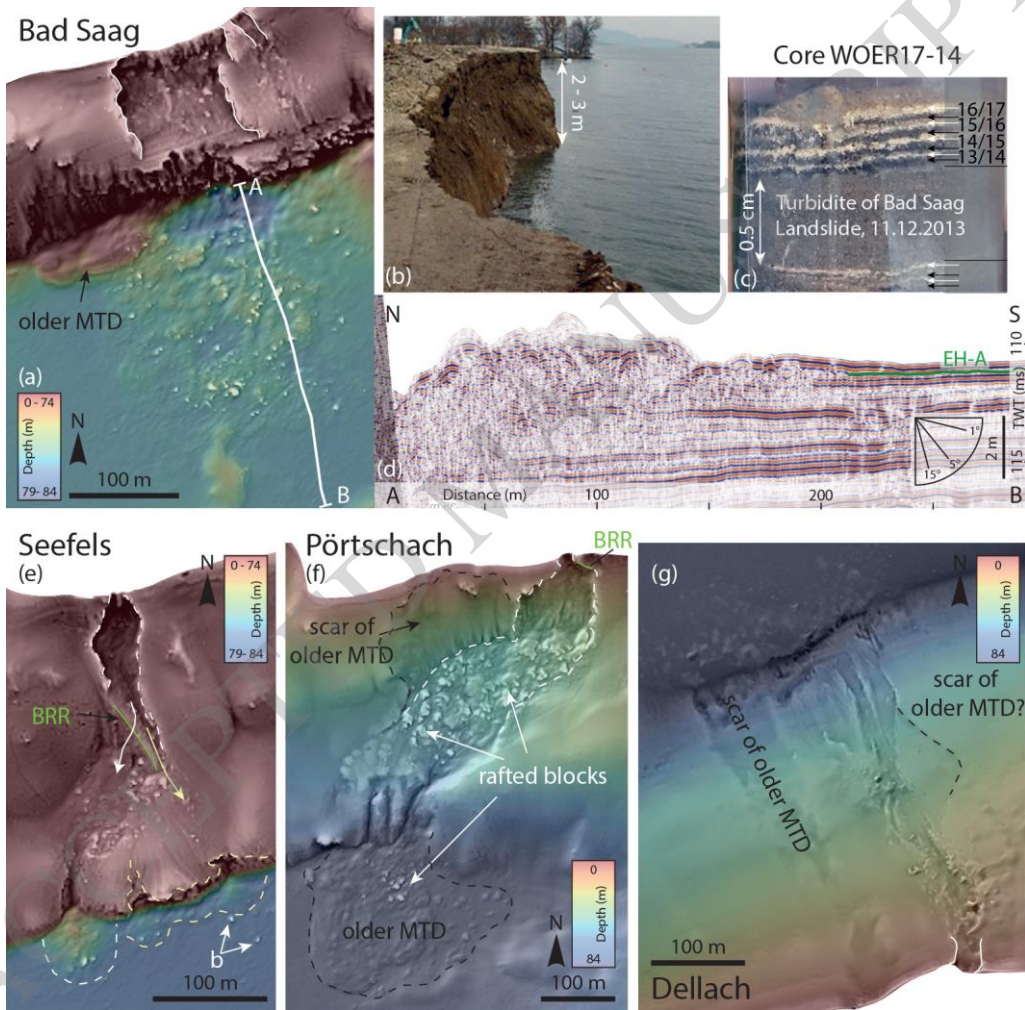 Bad Saag
A
older MTD
(a)
0 - 74
Depth (m)
79- 84
N
100 m
B
2 - 3 m
(b)
Core WOER17-14
16/17
15/16
14/15
13/14
0.5 cm
Turbidite of Bad Saag
Landslide, 11.12.2013
(c)
N
S
EH-A
110
TWT (ms)
115
1°
5°
15°
2 m
(d)
A
Distance (m)
100
200
B
Seefels
(e)
N
0 - 74
Depth (m)
79- 84
BRR
b
100 m
Pörtschach
BRR
(f)
scar of
older MTD
rafted blocks
0
Depth (m)
84
N
older MTD
100 m
(g)
N
0
Depth (m)
84
scar of
older MTD?
scar of older MTD
100 m
Dellach
ACCEPTED MANUSCRIPT